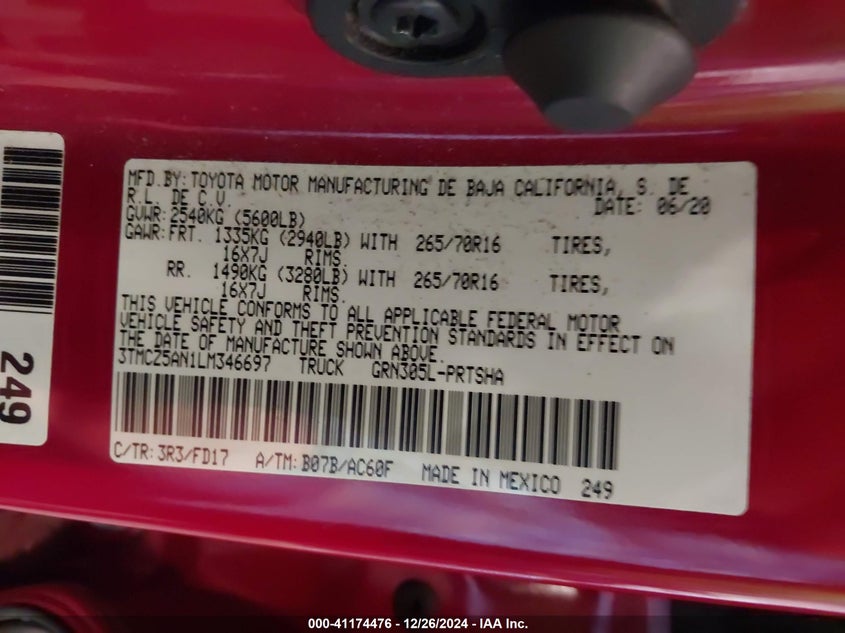 MFD.BY: TOYOTA MOTOR MANUFACTURING DE BAJA CALIFORNIA, S. DE
R.L. DE C.V. DATE: 06/20
GVWR: 2540KG (5600LB)
GAWR: FRT. 1335KG (2940LB) WITH 265/70R16 TIRES,
16X7J RIMS.
RR. 1490KG (3280LB) WITH 265/70R16 TIRES,
16X7J RIMS.
THIS VEHICLE CONFORMS TO ALL APPLICABLE FEDERAL MOTOR
VEHICLE SAFETY AND THEFT PREVENTION STANDARDS IN EFFECT ON
THE DATE OF MANUFACTURE SHOWN ABOVE.
3TMCZ5AN1LM346697 TRUCK GRN305L-PRTSHA
C/TR: 3R3/FD17 A/TM: B07B/AC60F MADE IN MEXICO 249
249
000-41174476 - 12/26/2024 - IAA Inc.